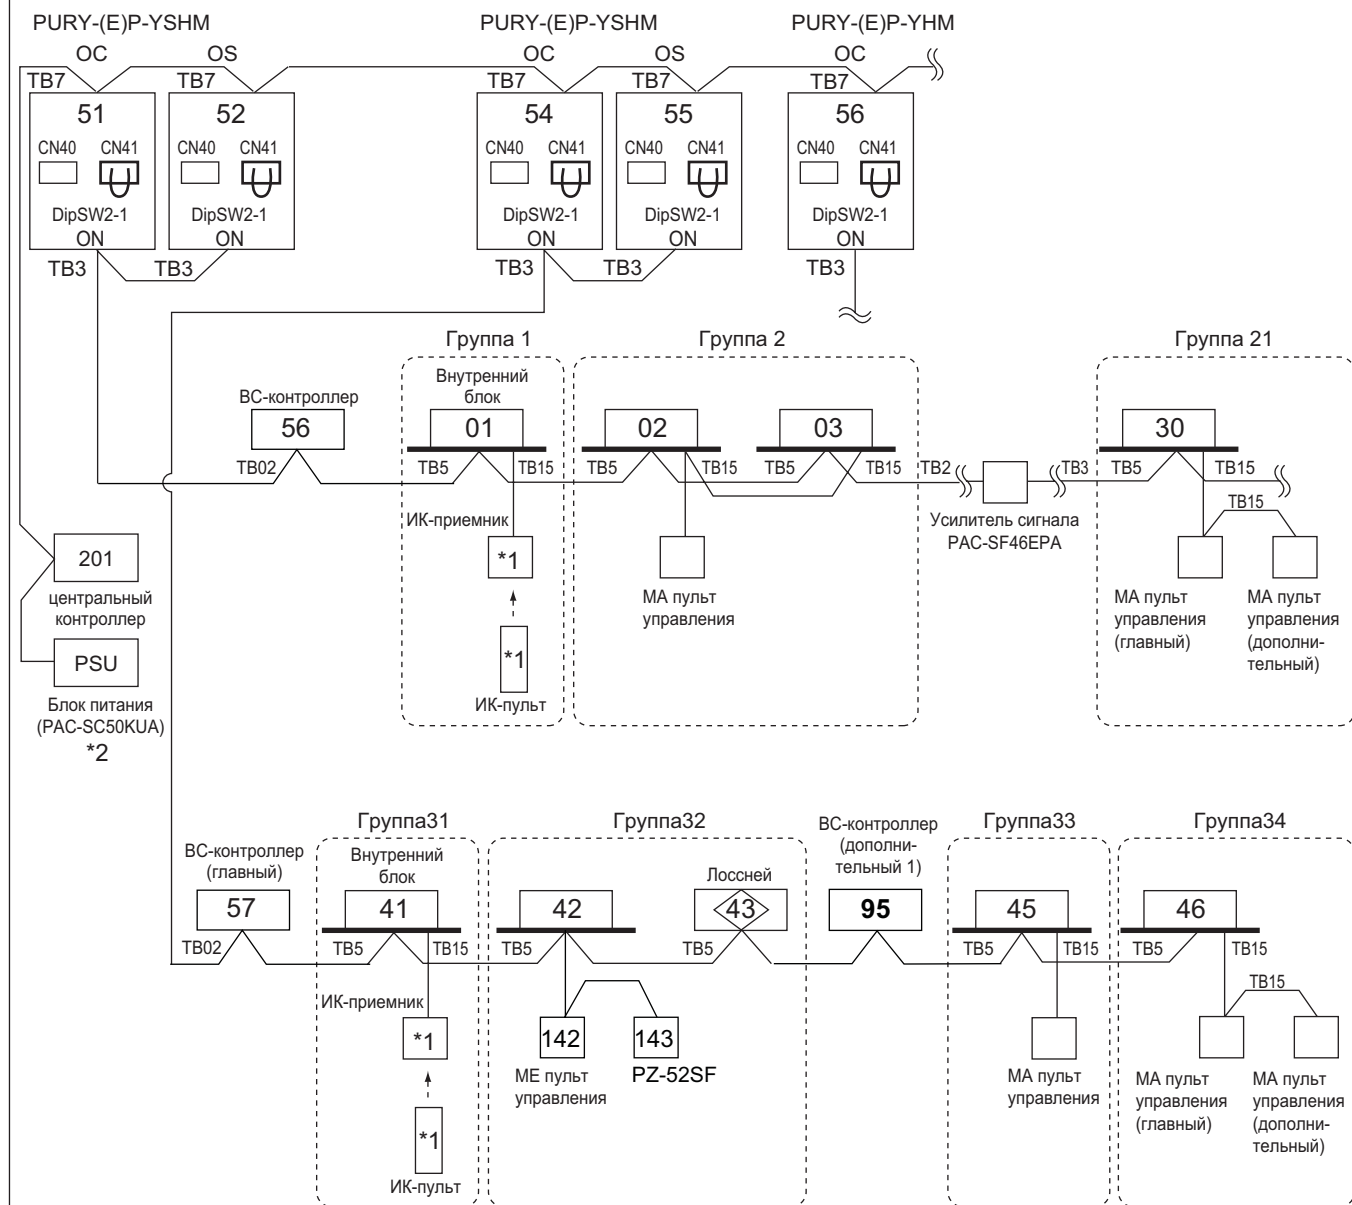 PURY-(E)P-YSHM PURY-(E)P-YSHM PURY-(E)P-YHM
OC OS OC OS OC
TB7 TB7 TB7 TB7 TB7
51 52 54 55 56
CN40 CN41 CN40 CN41 CN40 CN41 CN40 CN41 CN40 CN41
DipSW2-1 DipSW2-1 DipSW2-1 DipSW2-1 DipSW2-1
ON ON ON ON ON
TB3 TB3 TB3 TB3 TB3
Группа 1 Группа 2 Группа 21
ВС-контроллер
Внутренний
блок
56 01 02 03 30
TB02 TB5 TB15 TB5 TB15 TB5 TB15 TB2 TB3 TB5 TB15
Усилитель сигнала
PAC-SF46EPA
ИК-приемник
*1
TB15
*1
ИК-пульт
МА пульт
управления
МА пульт
управления
(главный)
МА пульт
управления
(дополни-
тельный)
201
центральный
контроллер
PSU
Блок питания
(PAC-SC50KUA)
*2
Группа31 Группа32 Группа33 Группа34
ВС-контроллер
(главный)
Внутренний
блок
Лоссней
ВС-контроллер
(дополни-
тельный 1)
57 41 42 43 95 45 46
TB02 TB5 TB15 TB5 TB5 TB5 TB15 TB5 TB15
ИК-приемник
*1
TB15
*1
ИК-пульт
142 143
МЕ пульт
управления
PZ-52SF
МА пульт
управления
МА пульт
управления
(главный)
МА пульт
управления
(дополни-
тельный)